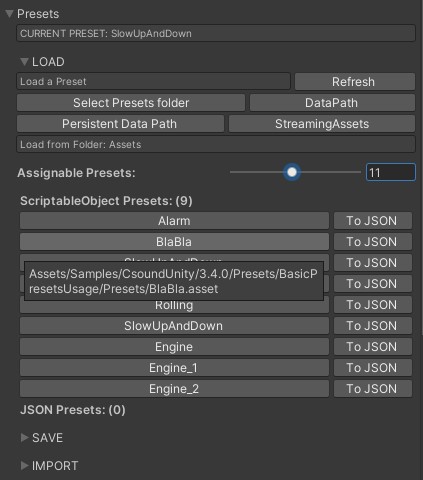 Presets
CURRENT PRESET: SlowUpAndDown
LOAD
Load a Preset Refresh
Select Presets folder DataPath
Persistent Data Path StreamingAssets
Load from Folder: Assets
Assignable Presets: 11
ScriptableObject Presets: (9)
Alarm To JSON
BlaBla To JSON
SlowUpAndDown To JSON
Assets/Samples/CsoundUnity/3.4.0/Presets/BasicP
resetsUsage/Presets/BlaBla.asset
To JSON
Rolling To JSON
SlowUpAndDown To JSON
Engine To JSON
Engine_1 To JSON
Engine_2 To JSON
JSON Presets: (0)
SAVE
IMPORT